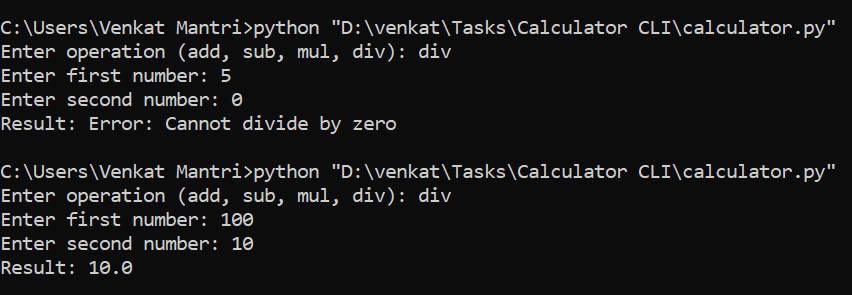 C:\Users\Venkat Mantri>python "D:\venkat\Tasks\Calculator CLI\calculator.py"
Enter operation (add, sub, mul, div): div
Enter first number: 5
Enter second number: 0
Result: Error: Cannot divide by zero
C:\Users\Venkat Mantri>python "D:\venkat\Tasks\Calculator CLI\calculator.py"
Enter operation (add, sub, mul, div): div
Enter first number: 100
Enter second number: 10
Result: 10.0